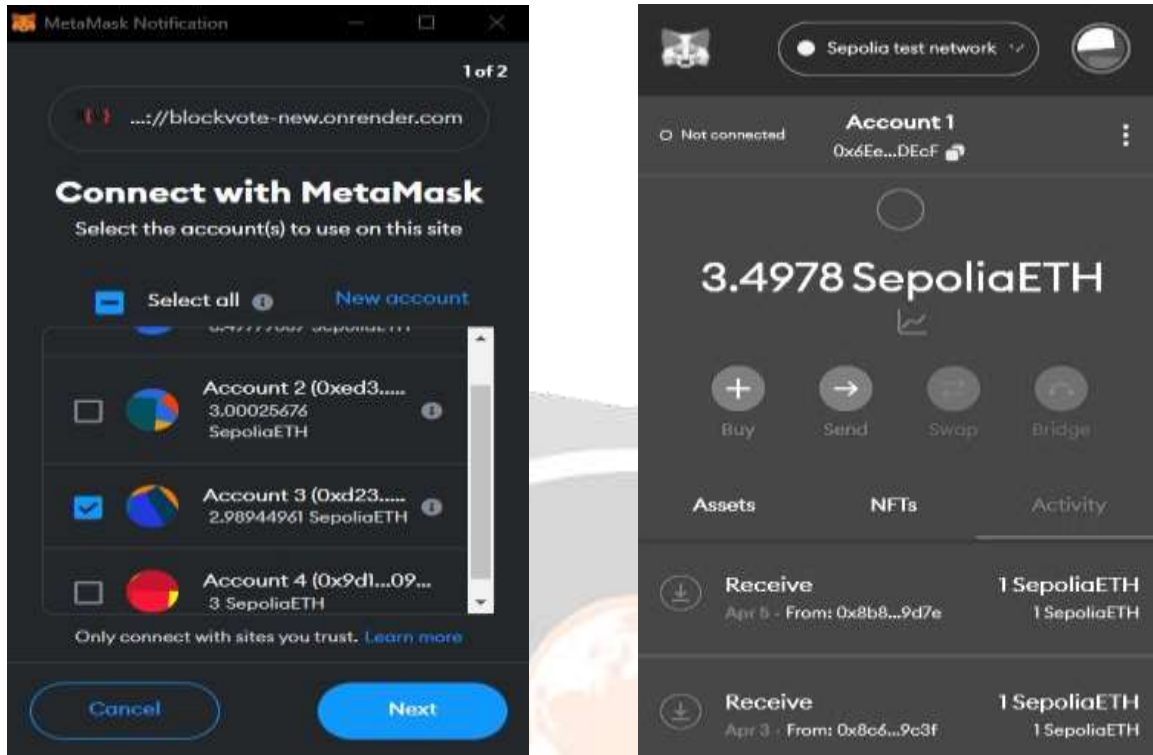 MetaMask Notification
1 of 2
...://blockvote-new.onrender.com
Connect with MetaMask
Select the account(s) to use on this site
Select all
New account
SepoliaETH
Account 2 (0xed3.....
3.00025676
SepoliaETH
Account 3 (0xd23.....
2.98944961 SepoliaETH
Account 4 (0x9d1...09...
3 SepoliaETH
Only connect with sites you trust. Learn more
Cancel
Next
Sepolia test network
Not connected
Account 1
0x6Ee...DEcF
3.4978 SepoliaETH
Buy
Send
Swap
Bridge
Assets
NFTs
Activity
Receive
1 SepoliaETH
Apr 5 - From: 0x8b8...9d7e
1 SepoliaETH
Receive
1 SepoliaETH
Apr 3 - From: 0x8c6...9c3f
1 SepoliaETH